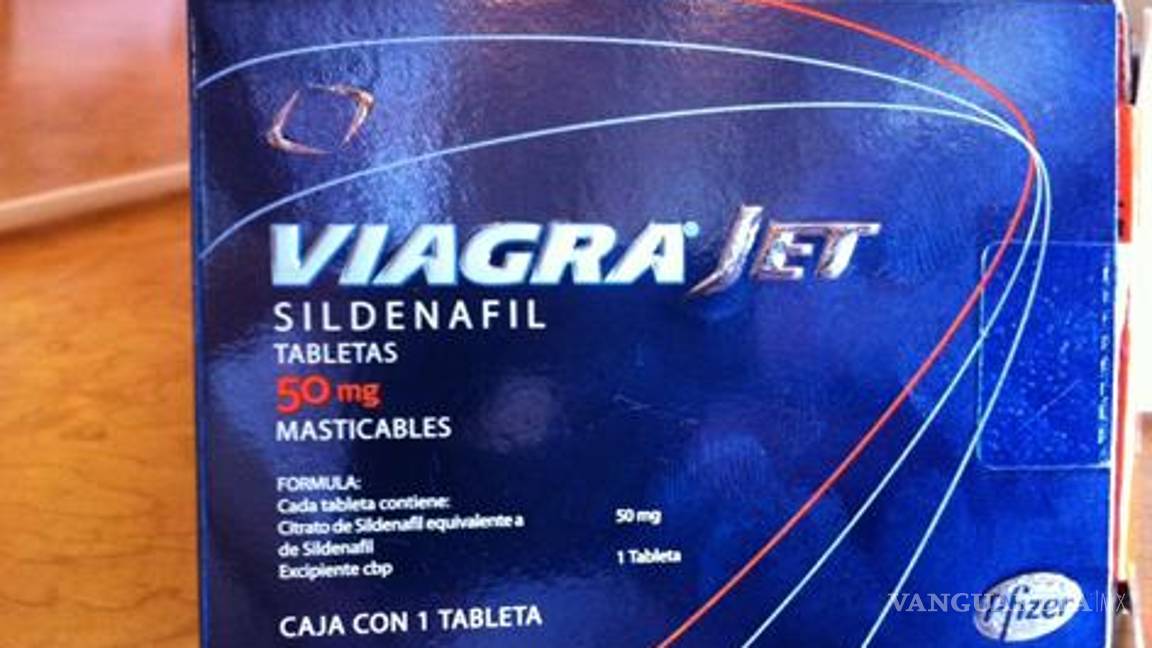 VIAGRA® JET
SILDENAFIL
TABLETAS
50 mg
MASTICABLES
FORMULA:
Cada tableta contiene:
Citrato de Sildenafil equivalente a
de Sildenafil 50 mg
Excipiente cbp 1 Tableta
CAJA CON 1 TABLETA
Pfizer
VANGUARDIA|MX